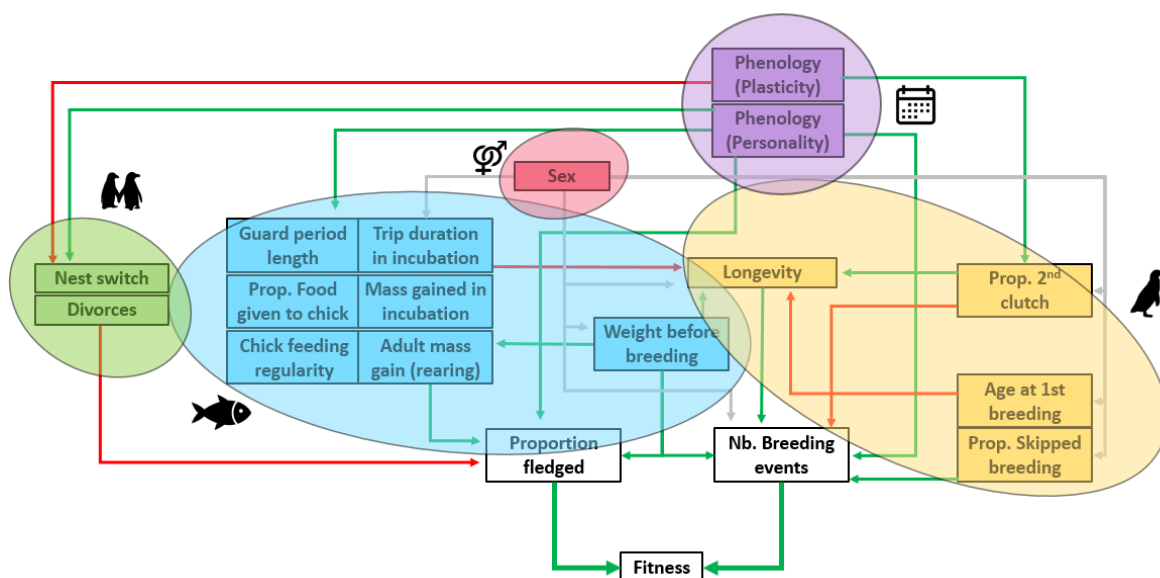 Phenology
(Plasticity)
Phenology
(Personality)
Sex
Guard period
length
Trip duration
in incubation
Nest switch
Divorces
Prop. Food
given to chick
Mass gained in
incubation
Chick feeding
regularity
Adult mass
gain (rearing)
Longevity
Weight before
breeding
Prop. 2nd
clutch
Age at 1st
breeding
Prop. Skipped
breeding
Proportion
fledged
Nb. Breeding
events
Fitness